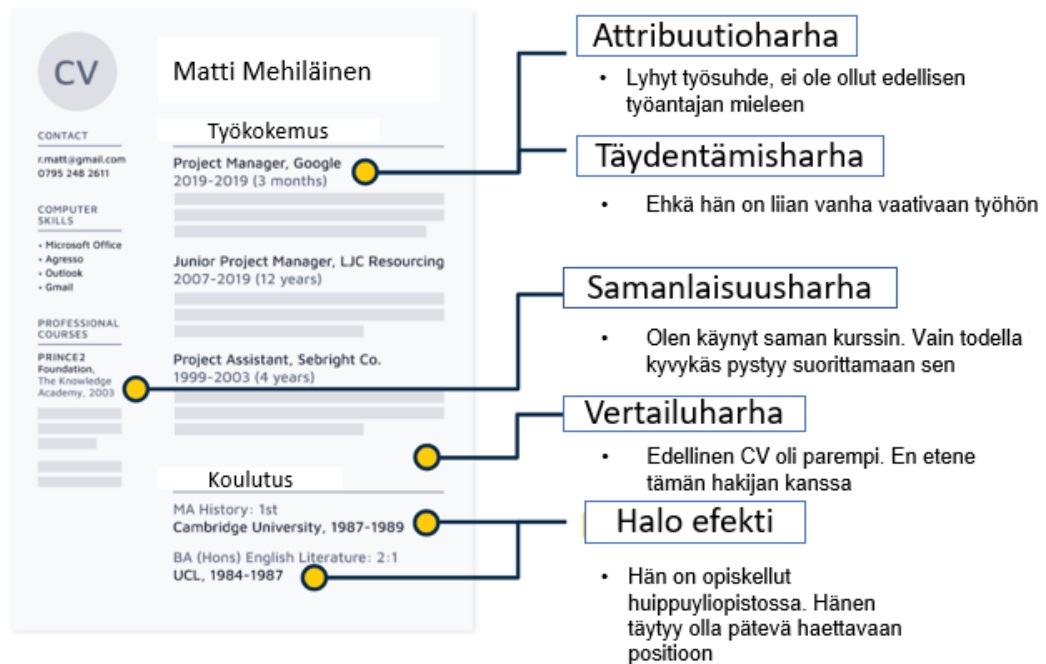 CV
Matti Mehiläinen
CONTACT
r.matt@gmail.com
0795 248 2611
COMPUTER
SKILLS
• Microsoft Office
• Agresso
• Outlook
• Gmail
PROFESSIONAL
COURSES
PRINCE2
Foundation,
The Knowledge
Academy, 2003
Työkokemus
Project Manager, Google
2019-2019 (3 months)
Junior Project Manager, LJC Resourcing
2007-2019 (12 years)
Project Assistant, Sebright Co.
1999-2003 (4 years)
Koulutus
MA History: 1st
Cambridge University, 1987-1989
BA (Hons) English Literature: 2:1
UCL, 1984-1987
Attribuutioharha
• Lyhyt työsuhde, ei ole ollut edellisen
työantajan mieleen
Täydentämisharha
• Ehkä hän on liian vanha vaativaan työhön
Samanlaisuusharha
• Olen käynyt saman kurssin. Vain todella
kyvykäs pystyy suorittamaan sen
Vertailuharha
• Edellinen CV oli parempi. En etene
tämän hakijan kanssa
Halo efekti
• Hän on opiskellut
huippuyliopistossa. Hänen
täytyy olla pätevä haettavaan
positioon